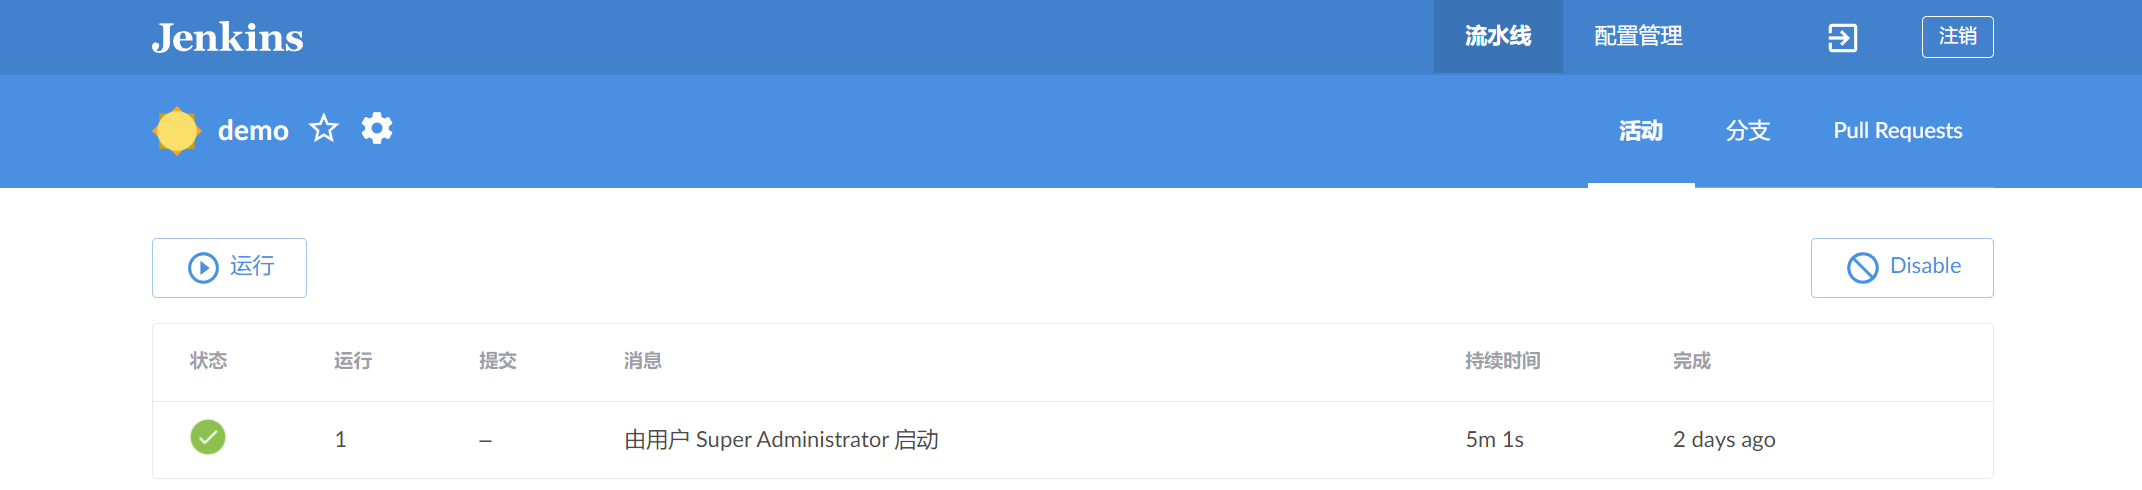 Jenkins 流水线 配置管理 注销
demo 活动 分支 Pull Requests
运行 Disable
状态 运行 提交 消息 持续时间 完成
1 – 由用户 Super Administrator 启动 5m 1s 2 days ago